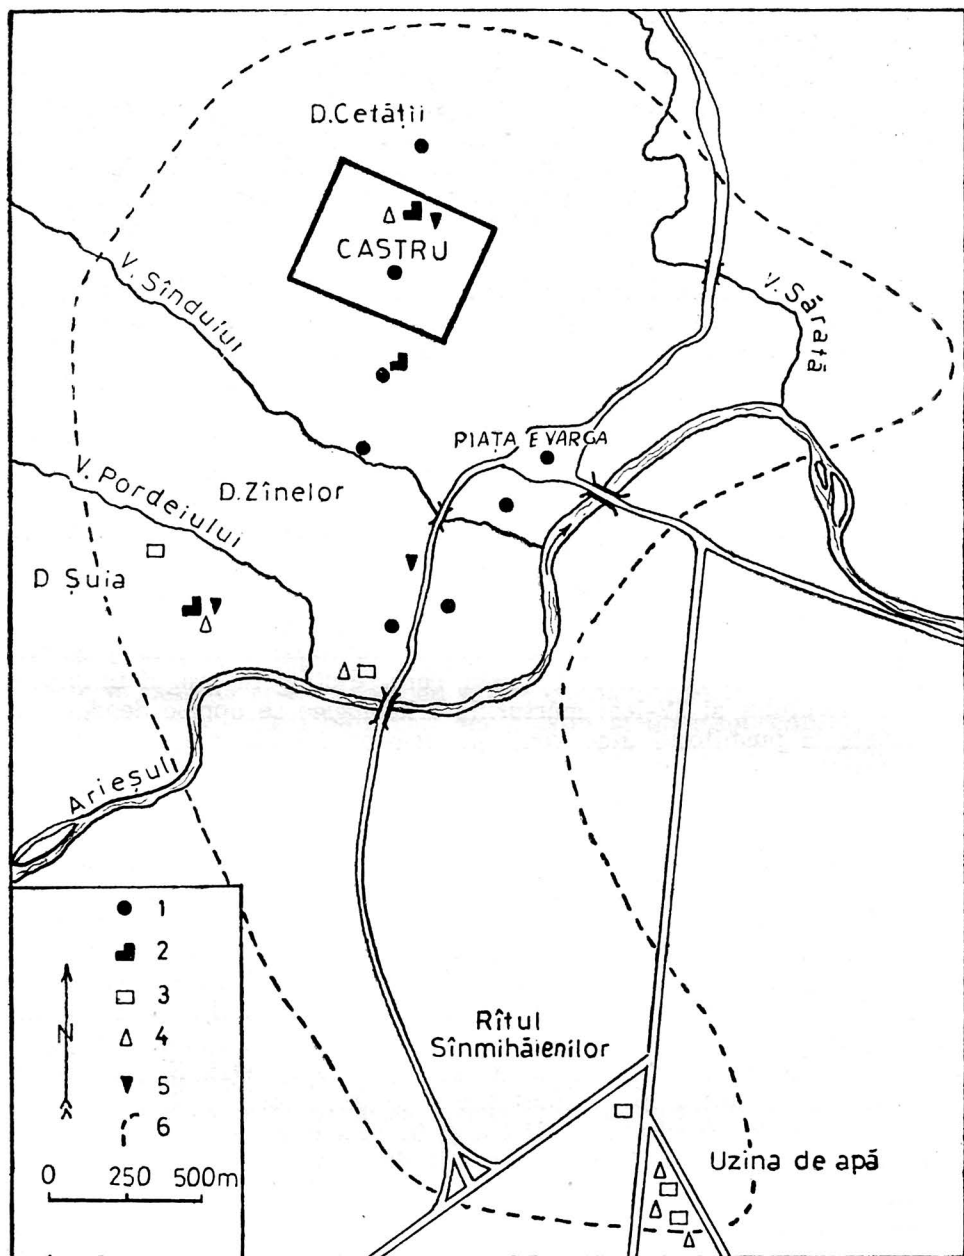 D.Cetății
CASTRU
V. Sînduiul
V. Sărată
PIAȚA E VARGA
V. Pordeiului
D.Zînelor
D Șuia
Arieșul
1
2
3
4
5
6
N
0 250 500m
Rîtul
Sînmihăienilor
Uzina de apă